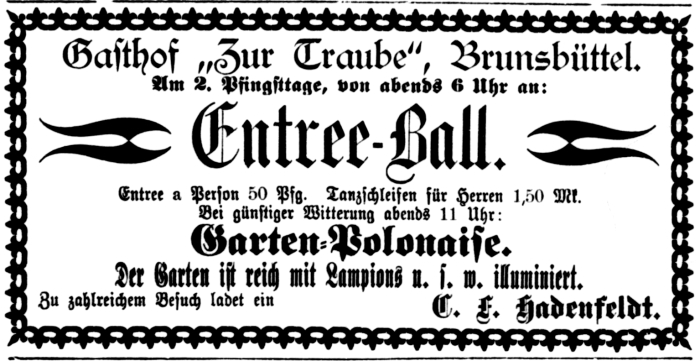 Gasthof „Zur Traube“, Brunsbüttel.
Am 2. Pfingsttage, von abends 6 Uhr an:
Entree-Ball.
Entree a Person 50 Pfg. Tanzschleifen für Herren 1,50 Mk.
Bei günstiger Witterung abends 11 Uhr:
Garten-Polonaise.
Der Garten ist reich mit Lampions u. s. w. illuminiert.
Zu zahlreichem Besuch ladet ein C. F. Hadenfeldt.